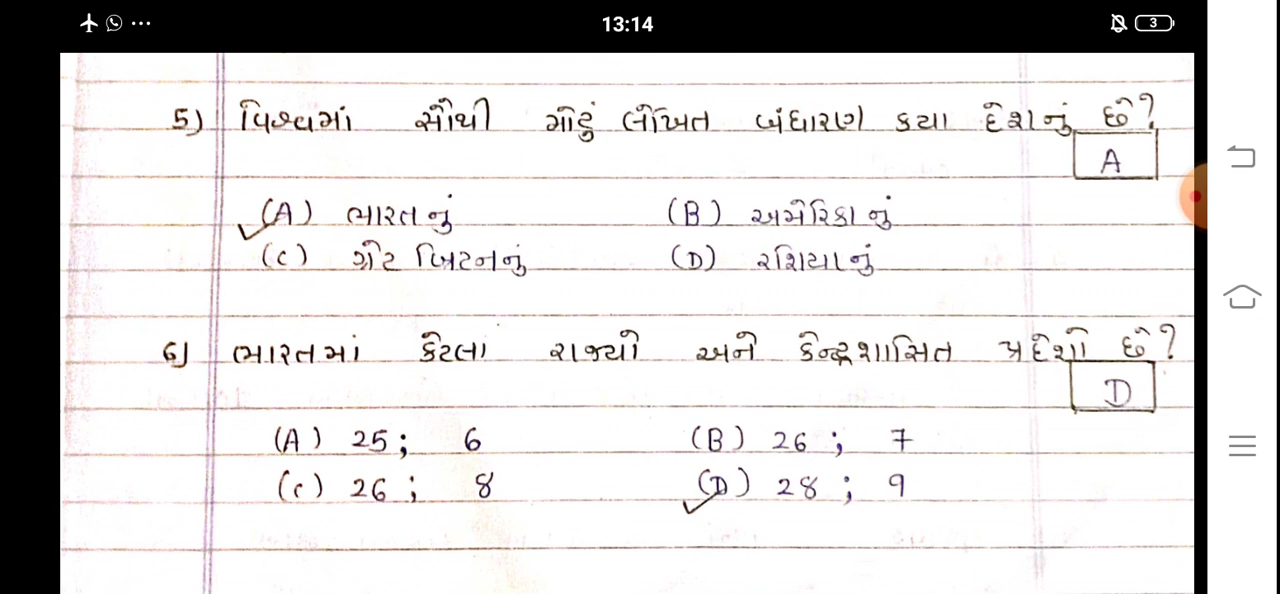 13:14
3
5) વિશ્વમાં સૌથી મોટું લેખિત બંધારણ કયા દેશનું છે?
A
(A) ભારતનું (B) અમેરિકાનું
(C) ગ્રેટ બ્રિટનનું (D) રશિયાનું
6) ભારતમાં કેટલા રાજ્યો અને કેન્દ્રશાસિત પ્રદેશો છે?
D
(A) 25; 6 (B) 26 ; 7
(C) 26 ; 8 (D) 28 ; 9